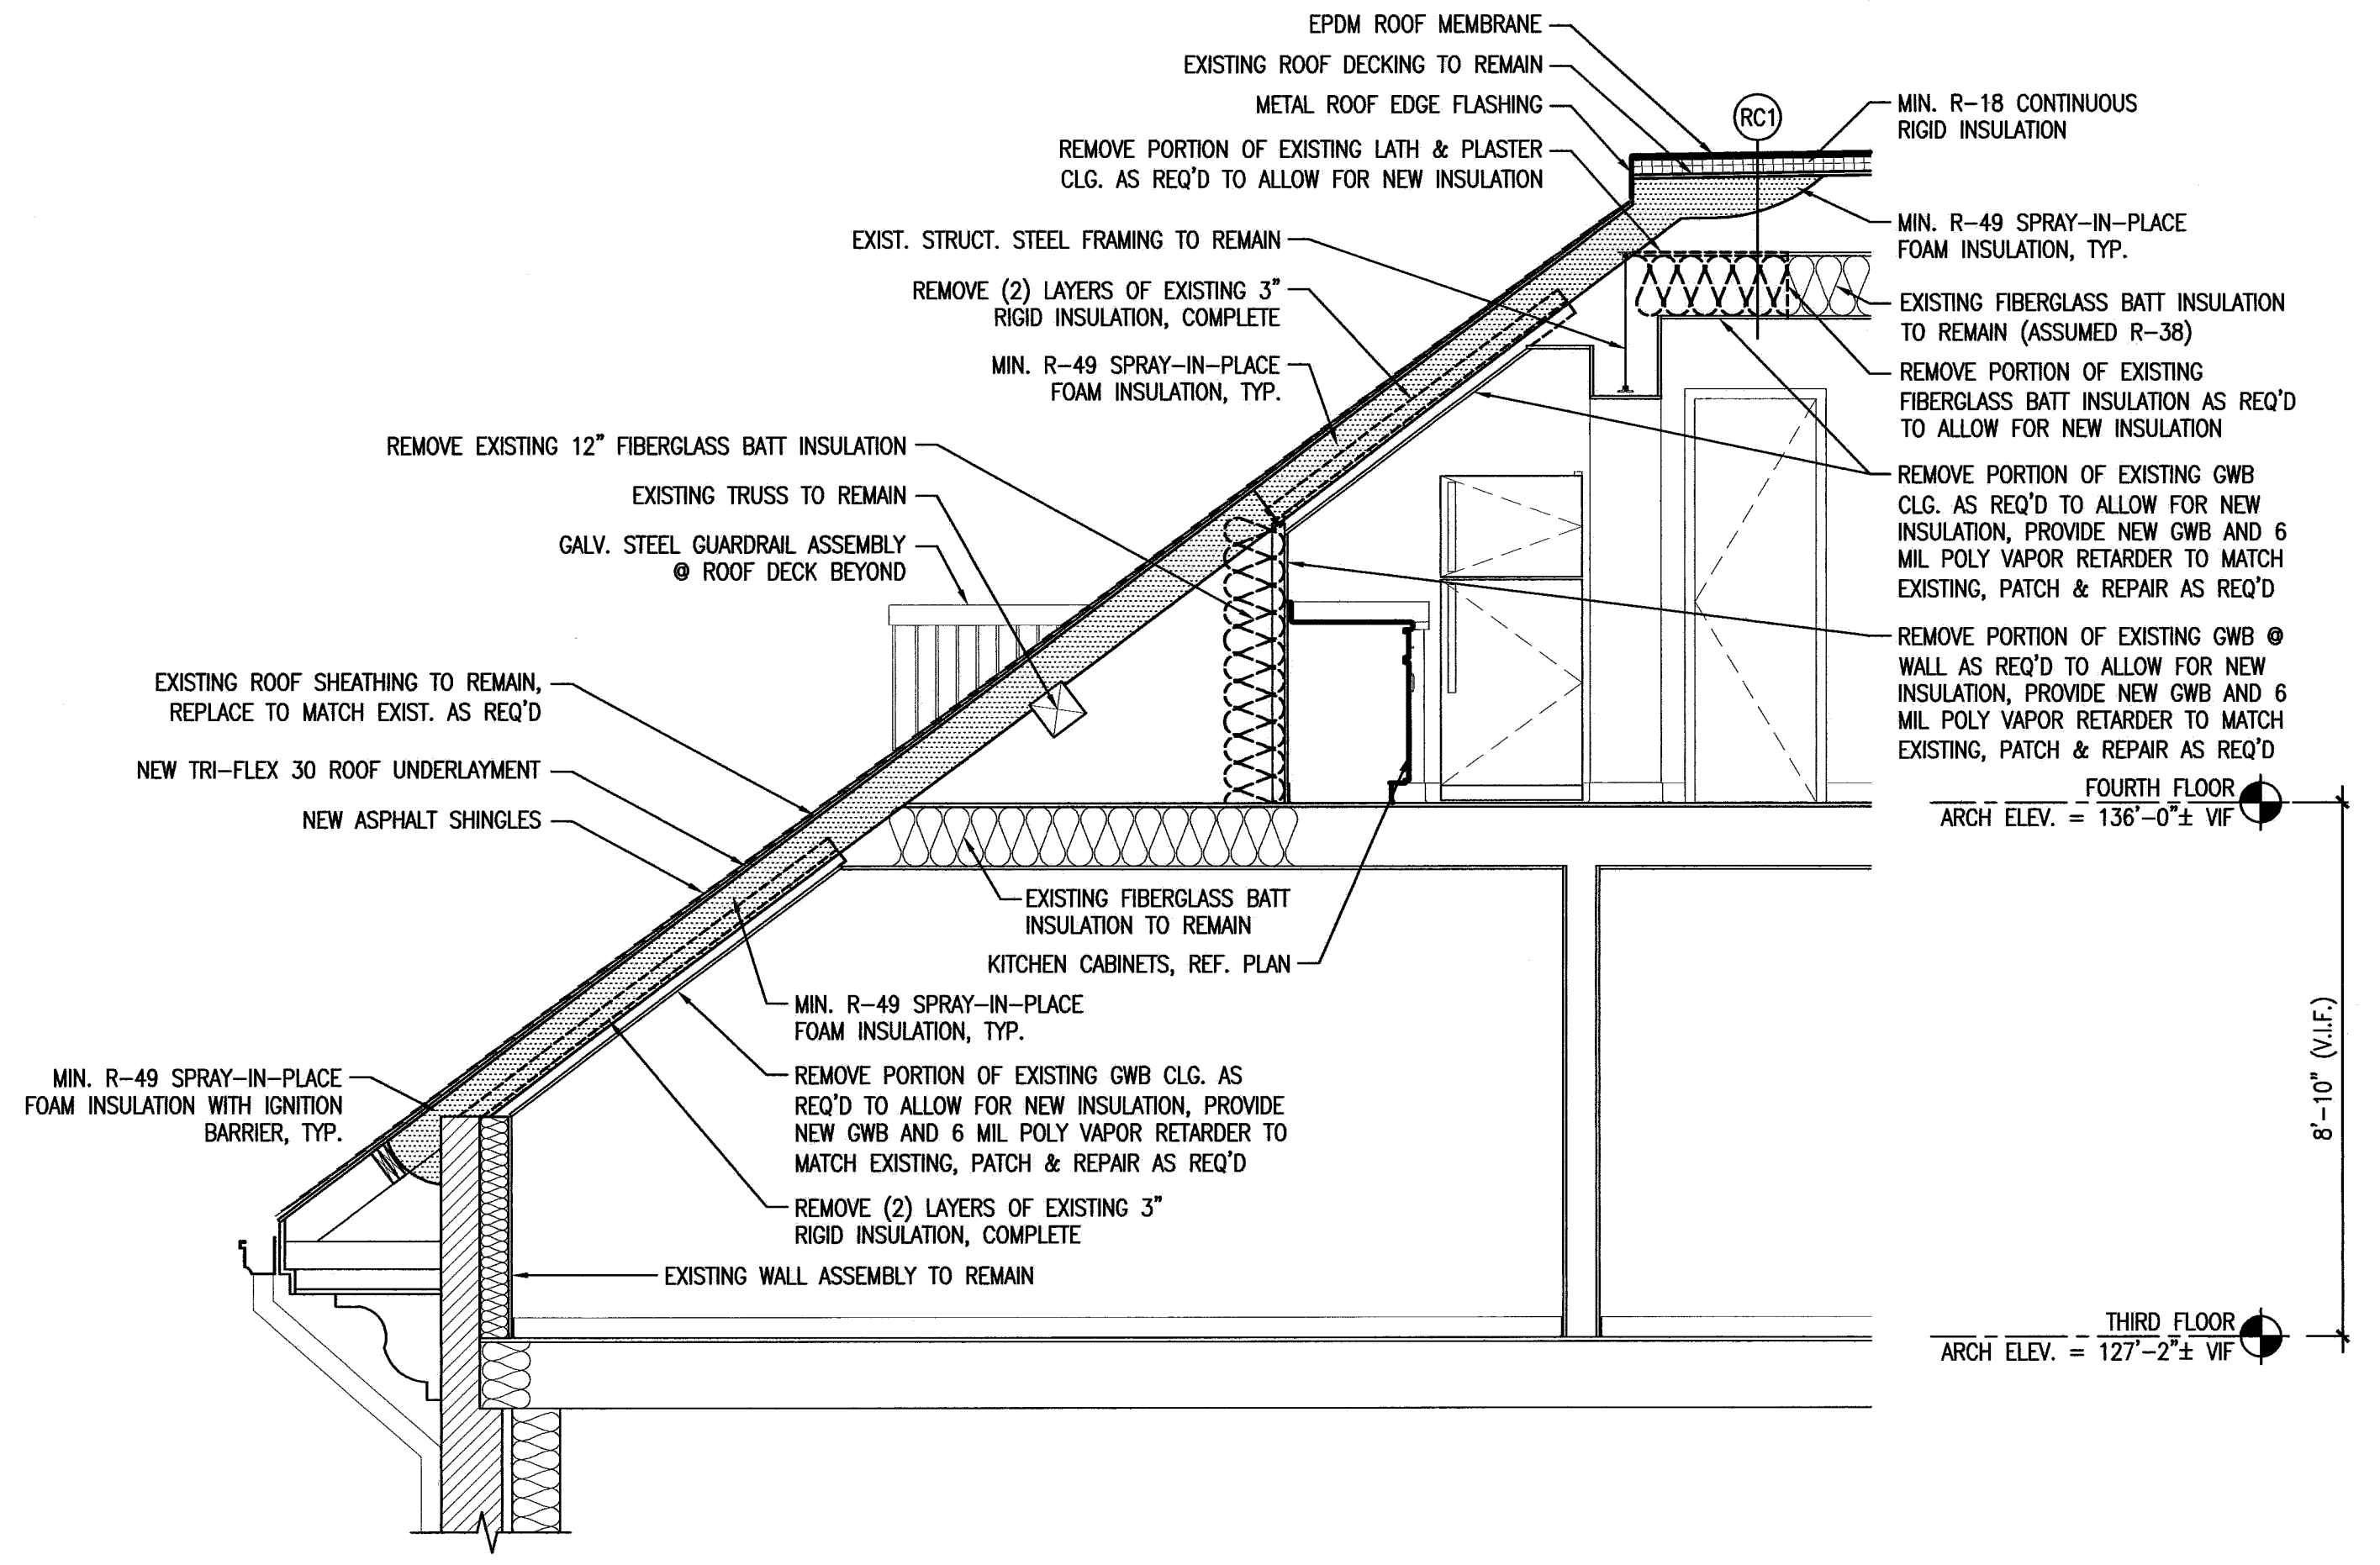 EPDM ROOF MEMBRANE
EXISTING ROOF DECKING TO REMAIN
METAL ROOF EDGE FLASHING
REMOVE PORTION OF EXISTING LATH & PLASTER
CLG. AS REQ'D TO ALLOW FOR NEW INSULATION
EXIST. STRUCT. STEEL FRAMING TO REMAIN
REMOVE (2) LAYERS OF EXISTING 3"
RIGID INSULATION, COMPLETE
MIN. R-49 SPRAY-IN-PLACE
FOAM INSULATION, TYP.
REMOVE EXISTING 12" FIBERGLASS BATT INSULATION
EXISTING TRUSS TO REMAIN
GALV. STEEL GUARDRAIL ASSEMBLY
@ ROOF DECK BEYOND
EXISTING ROOF SHEATHING TO REMAIN,
REPLACE TO MATCH EXIST. AS REQ'D
NEW TRI-FLEX 30 ROOF UNDERLAYMENT
NEW ASPHALT SHINGLES
MIN. R-49 SPRAY-IN-PLACE
FOAM INSULATION WITH IGNITION
BARRIER, TYP.
RC1
MIN. R-18 CONTINUOUS
RIGID INSULATION
MIN. R-49 SPRAY-IN-PLACE
FOAM INSULATION, TYP.
EXISTING FIBERGLASS BATT INSULATION
TO REMAIN (ASSUMED R-38)
REMOVE PORTION OF EXISTING
FIBERGLASS BATT INSULATION AS REQ'D
TO ALLOW FOR NEW INSULATION
REMOVE PORTION OF EXISTING GWB
CLG. AS REQ'D TO ALLOW FOR NEW
INSULATION, PROVIDE NEW GWB AND 6
MIL POLY VAPOR RETARDER TO MATCH
EXISTING, PATCH & REPAIR AS REQ'D
REMOVE PORTION OF EXISTING GWB @
WALL AS REQ'D TO ALLOW FOR NEW
INSULATION, PROVIDE NEW GWB AND 6
MIL POLY VAPOR RETARDER TO MATCH
EXISTING, PATCH & REPAIR AS REQ'D
FOURTH FLOOR
ARCH ELEV. = 136'-0"± VIF
EXISTING FIBERGLASS BATT
INSULATION TO REMAIN
KITCHEN CABINETS, REF. PLAN
MIN. R-49 SPRAY-IN-PLACE
FOAM INSULATION, TYP.
REMOVE PORTION OF EXISTING GWB CLG. AS
REQ'D TO ALLOW FOR NEW INSULATION, PROVIDE
NEW GWB AND 6 MIL POLY VAPOR RETARDER TO
MATCH EXISTING, PATCH & REPAIR AS REQ'D
REMOVE (2) LAYERS OF EXISTING 3"
RIGID INSULATION, COMPLETE
EXISTING WALL ASSEMBLY TO REMAIN
8'-10" (V.I.F.)
THIRD FLOOR
ARCH ELEV. = 127'-2"± VIF